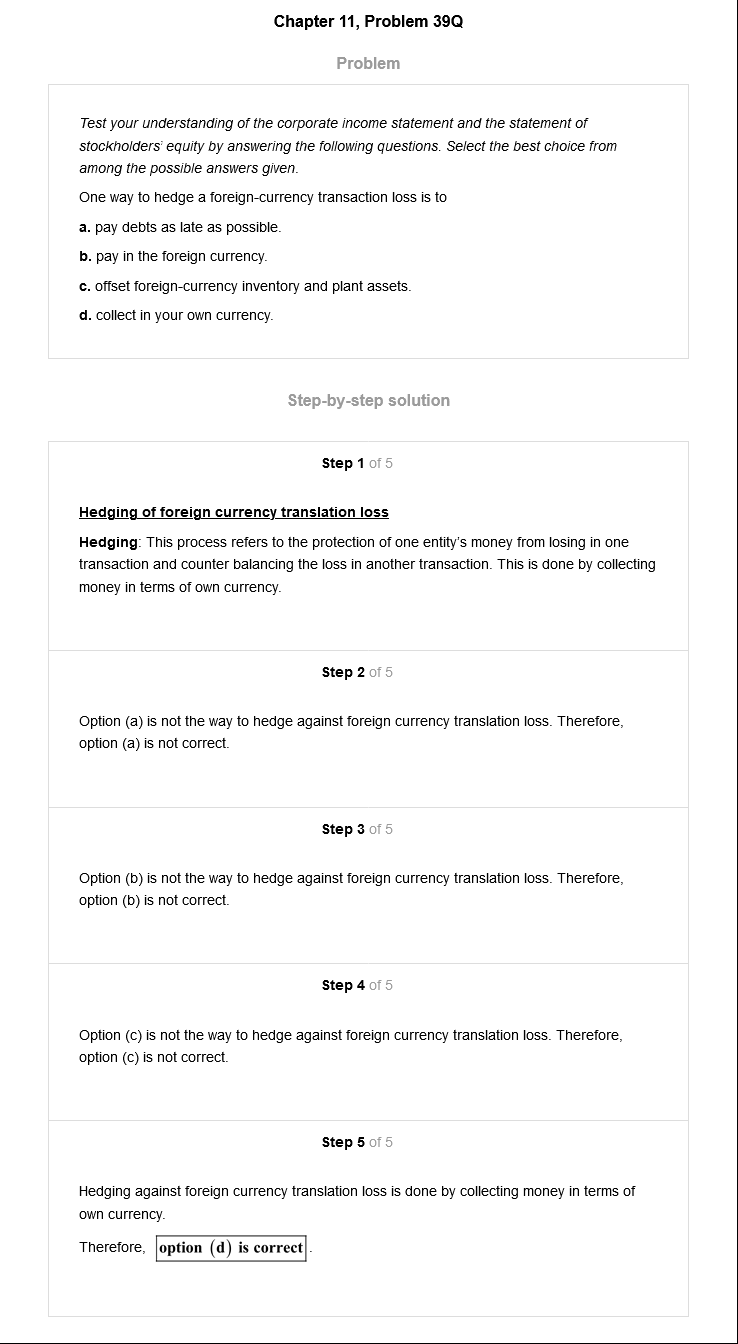 Chapter 11, Problem 39Q
Problem
Test your understanding of the corporate income statement and the statement of
stockholders' equity by answering the following questions. Select the best choice from
among the possible answers given.
One way to hedge a foreign-currency transaction loss is to
a. pay debts as late as possible.
b. pay in the foreign currency.
c. offset foreign-currency inventory and plant assets.
d. collect in your own currency.
Step-by-step solution
Step 1 of 5
Hedging of foreign currency translation loss
Hedging: This process refers to the protection of one entity's money from losing in one
transaction and counter balancing the loss in another transaction. This is done by collecting
money in terms of own currency.
Step 2 of 5
Option (a) is not the way to hedge against foreign currency translation loss. Therefore,
option (a) is not correct.
Step 3 of 5
Option (b) is not the way to hedge against foreign currency translation loss. Therefore,
option (b) is not correct.
Step 4 of 5
Option (c) is not the way to hedge against foreign currency translation loss. Therefore,
option (c) is not correct.
Step 5 of 5
Hedging against foreign currency translation loss is done by collecting money in terms of
own currency.
Therefore, option (d) is correct.